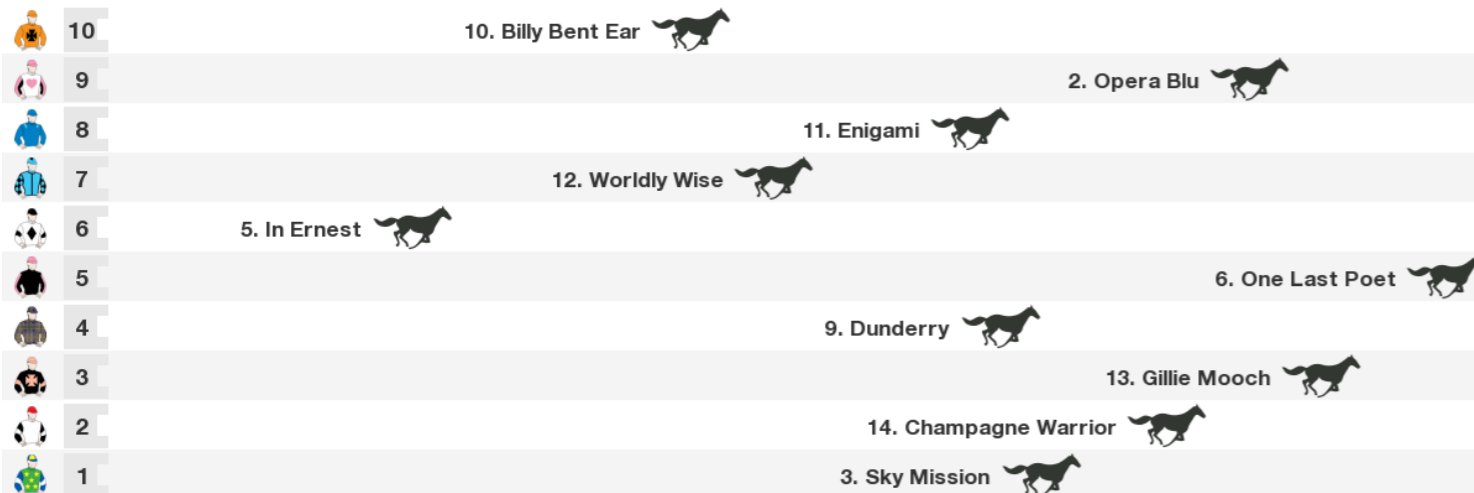 10 10. Billy Bent Ear
9 2. Opera Blu
8 11. Enigami
7 12. Worldly Wise
6 5. In Ernest
5 6. One Last Poet
4 9. Dunderry
3 13. Gillie Mooch
2 14. Champagne Warrior
1 3. Sky Mission